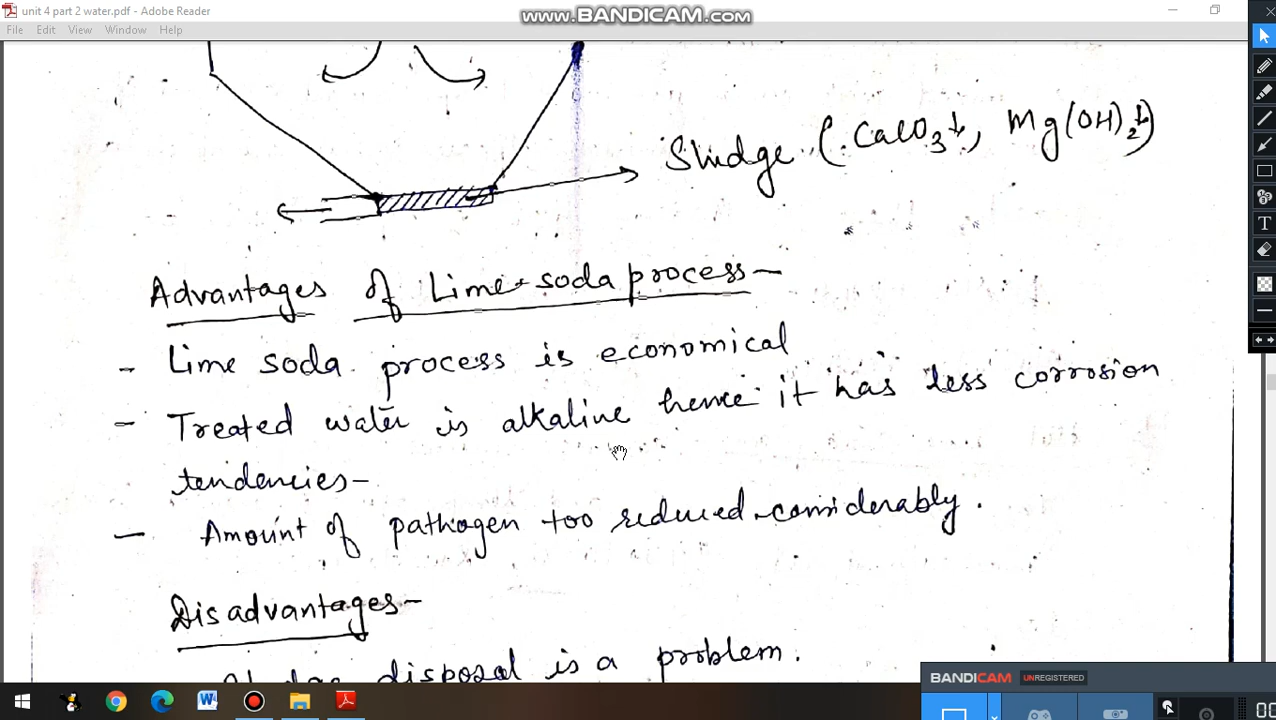 unit 4 part 2 water.pdf - Adobe Reader
www.BANDICAM.com
File Edit View Window Help
Sludge (CaCO3↓, Mg(OH)2↓)
Advantages of Lime-soda process-
- Lime soda process is economical
- Treated water is alkaline hence it has less corrosion
tendencies-
- Amount of pathogen too reduced considerably.
Disadvantages-
disposal is a problem.
BANDICAM UNREGISTERED
00